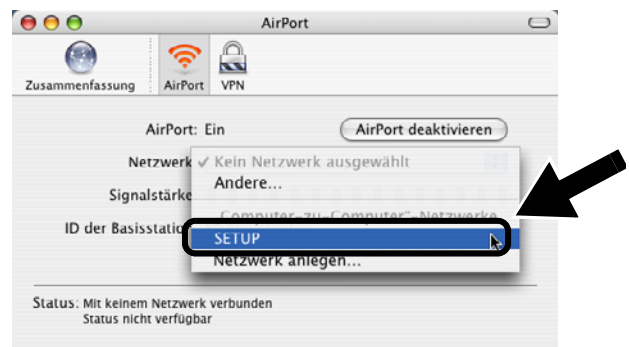 AirPort
Zusammenfassung AirPort VPN
AirPort: Ein AirPort deaktivieren
Netzwerk ✓ Kein Netzwerk ausgewählt
Andere...
Signalstärke
„Computer-zu-Computer“-Netzwerke
ID der Basisstation
SETUP
Netzwerk anlegen...
Status: Mit keinem Netzwerk verbunden
Status nicht verfügbar